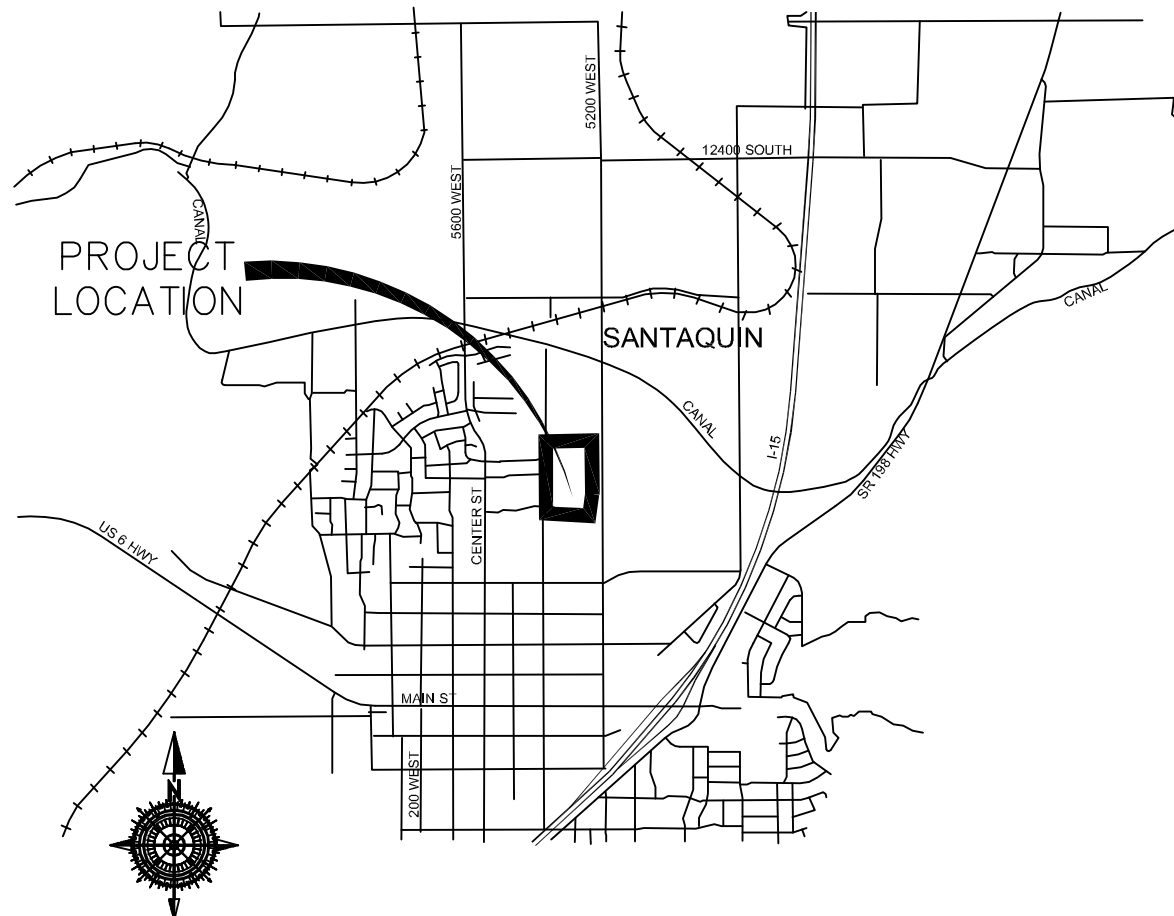 5200 WEST
12400 SOUTH
5600 WEST
CANAL
PROJECT
LOCATION
CANAL
SANTAQUIN
CANAL
I-15
SR 198 HWY
CENTER ST
US 6 HWY
MAIN ST
200 WEST
N